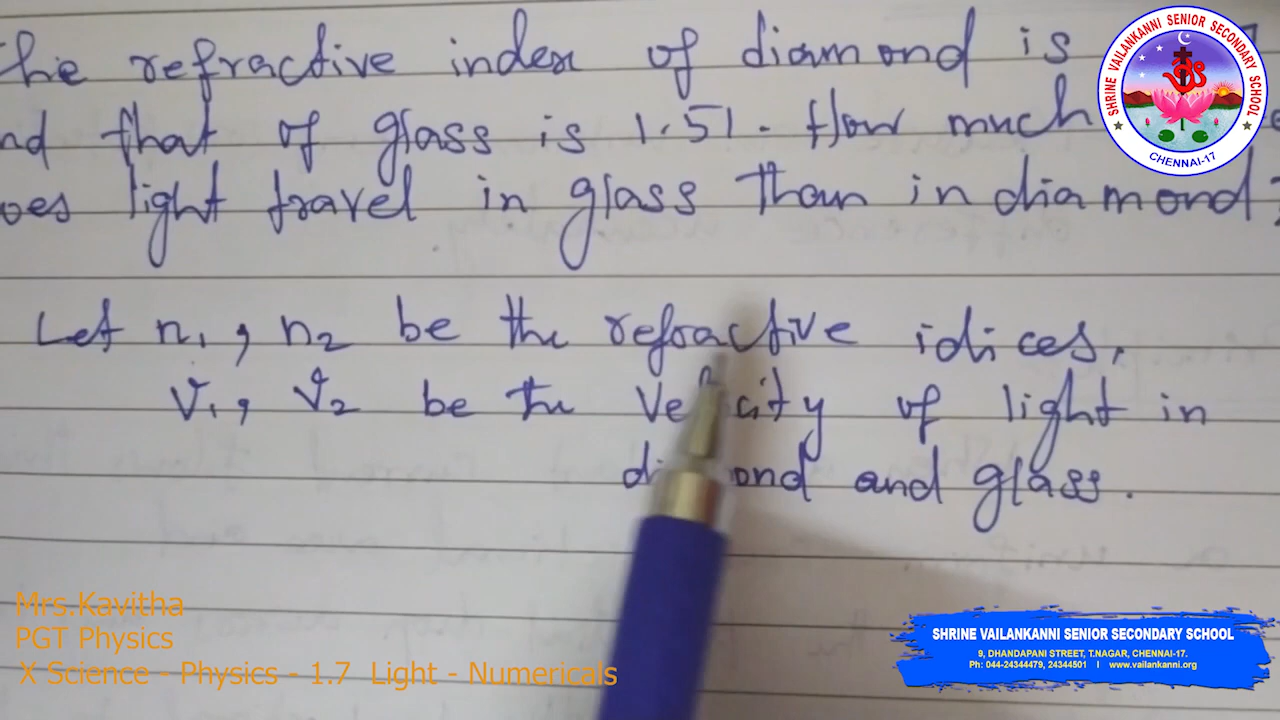 he refractive index of diamond is
nd that of glass is 1.51. How much
oes light travel in glass than in diamond?
Let n1, n2 be the refractive idices,
V1, V2 be the Velocity of light in
diamond and glass.
SHRINE VAILANKANNI SENIOR SECONDARY SCHOOL
CHENNAI-17
Mrs.Kavitha
PGT Physics
X Science - Physics - 1.7 Light - Numericals
SHRINE VAILANKANNI SENIOR SECONDARY SCHOOL
9, DHANDAPANI STREET, T.NAGAR, CHENNAI-17.
Ph: 044-24344479, 24344501 I www.vailankanni.org